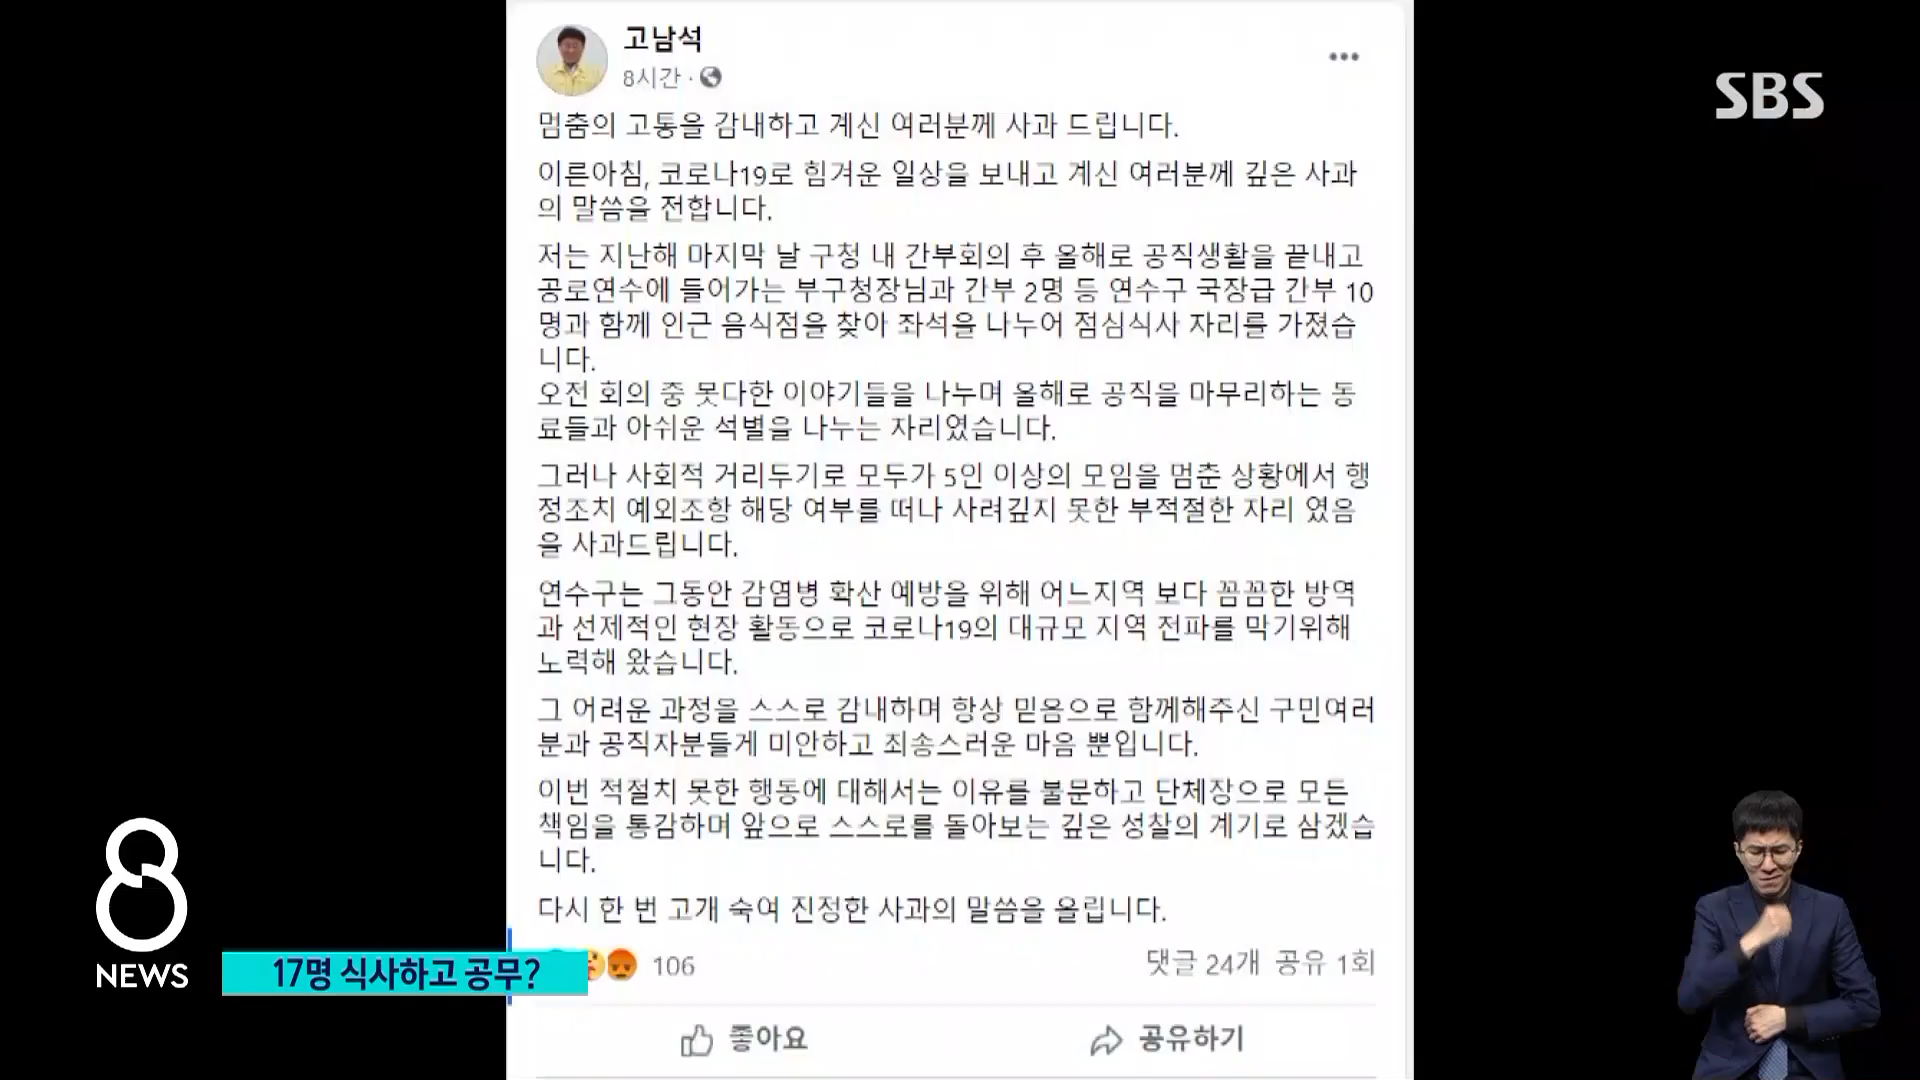 고남석
8시간 ·
SBS
멈춤의 고통을 감내하고 계신 여러분께 사과 드립니다.
이른아침, 코로나19로 힘겨운 일상을 보내고 계신 여러분께 깊은 사과
의 말씀을 전합니다.
저는 지난해 마지막 날 구청 내 간부회의 후 올해로 공직생활을 끝내고
공로연수에 들어가는 부구청장님과 간부 2명 등 연수구 국장급 간부 10
명과 함께 인근 음식점을 찾아 좌석을 나누어 점심식사 자리를 가졌습
니다.
오전 회의 중 못다한 이야기들을 나누며 올해로 공직을 마무리하는 동
료들과 아쉬운 석별을 나누는 자리였습니다.
그러나 사회적 거리두기로 모두가 5인 이상의 모임을 멈춘 상황에서 행
정조치 예외조항 해당 여부를 떠나 사려깊지 못한 부적절한 자리 였음
을 사과드립니다.
연수구는 그동안 감염병 확산 예방을 위해 어느지역 보다 꼼꼼한 방역
과 선제적인 현장 활동으로 코로나19의 대규모 지역 전파를 막기위해
노력해 왔습니다.
그 어려운 과정을 스스로 감내하며 항상 믿음으로 함께해주신 구민여러
분과 공직자분들게 미안하고 죄송스러운 마음 뿐입니다.
이번 적절치 못한 행동에 대해서는 이유를 불문하고 단체장으로 모든
책임을 통감하며 앞으로 스스로를 돌아보는 깊은 성찰의 계기로 삼겠습
니다.
다시 한 번 고개 숙여 진정한 사과의 말씀을 올립니다.
106
댓글 24개 공유 1회
좋아요
공유하기
8
NEWS
17명 식사하고 공무?